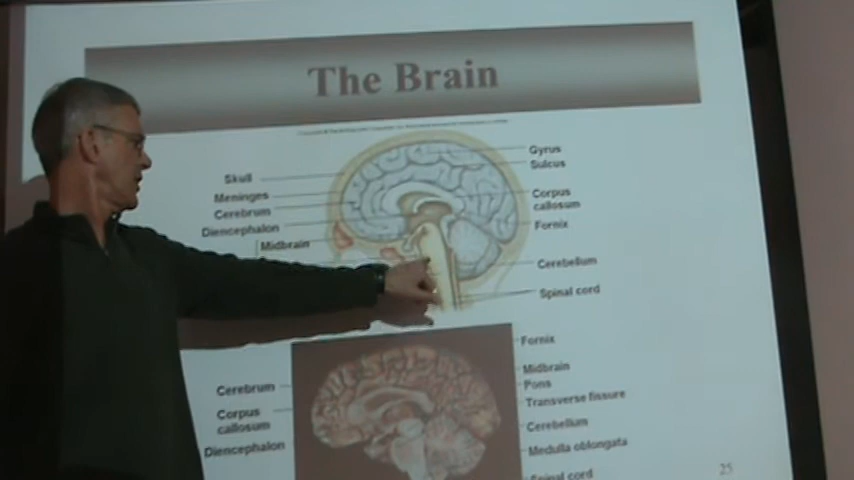 The Brain
Skull
Meninges
Cerebrum
Diencephalon
Midbrain
Gyrus
Sulcus
Corpus
callosum
Fornix
Cerebellum
Spinal cord
Cerebrum
Corpus
callosum
Diencephalon
Fornix
Midbrain
Pons
Transverse fissure
Cerebellum
Medulla oblongata
Spinal cord
25